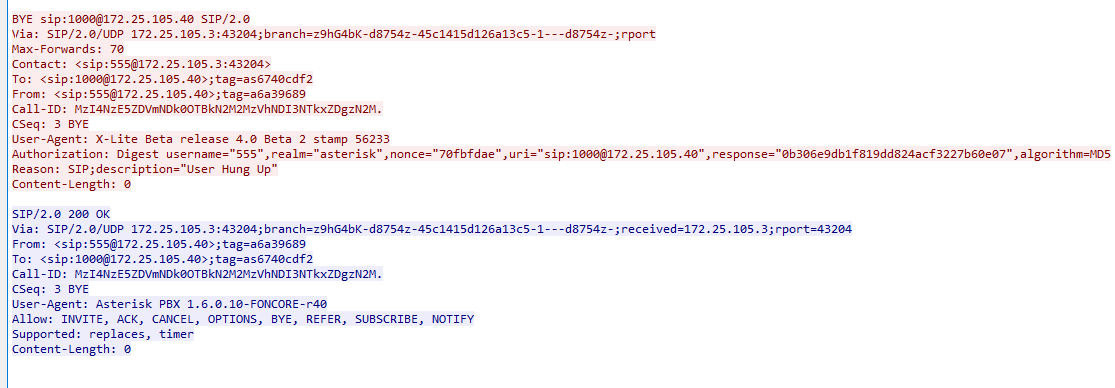 BYE sip:1000@172.25.105.40 SIP/2.0
Via: SIP/2.0/UDP 172.25.105.3:43204;branch=z9hG4bK-d8754z-45c1415d126a13c5-1---d8754z-;rport
Max-Forwards: 70
Contact: <sip:555@172.25.105.3:43204>
To: <sip:1000@172.25.105.40>;tag=as6740cdf2
From: <sip:555@172.25.105.40>;tag=a6a39689
Call-ID: MzI4NzE5ZDVmNDk0OTBkN2M2MzVhNDI3NTkxZDgzN2M.
CSeq: 3 BYE
User-Agent: X-Lite Beta release 4.0 Beta 2 stamp 56233
Authorization: Digest username="555",realm="asterisk",nonce="70fbfdae",uri="sip:1000@172.25.105.40",response="0b306e9db1f819dd824acf3227b60e07",algorithm=MD5
Reason: SIP;description="User Hung Up"
Content-Length: 0
SIP/2.0 200 OK
Via: SIP/2.0/UDP 172.25.105.3:43204;branch=z9hG4bK-d8754z-45c1415d126a13c5-1---d8754z-;received=172.25.105.3;rport=43204
From: <sip:555@172.25.105.40>;tag=a6a39689
To: <sip:1000@172.25.105.40>;tag=as6740cdf2
Call-ID: MzI4NzE5ZDVmNDk0OTBkN2M2MzVhNDI3NTkxZDgzN2M.
CSeq: 3 BYE
User-Agent: Asterisk PBX 1.6.0.10-FONCORE-r40
Allow: INVITE, ACK, CANCEL, OPTIONS, BYE, REFER, SUBSCRIBE, NOTIFY
Supported: replaces, timer
Content-Length: 0